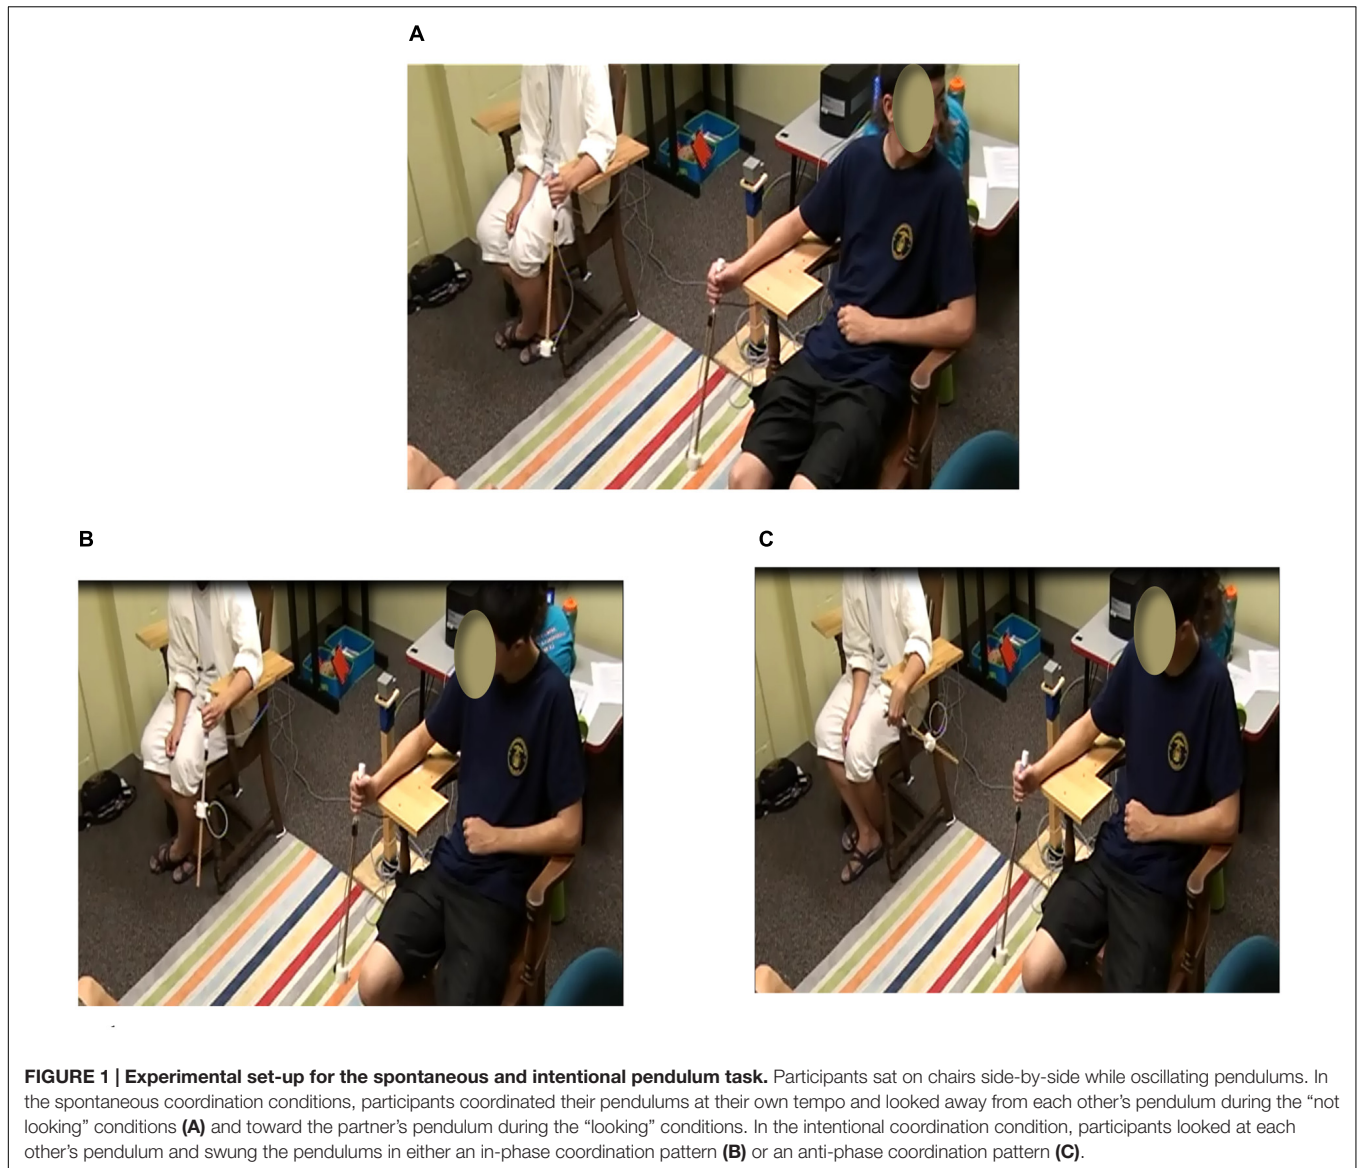 A
B
C
FIGURE 1 | Experimental set-up for the spontaneous and intentional pendulum task. Participants sat on chairs side-by-side while oscillating pendulums. In
the spontaneous coordination conditions, participants coordinated their pendulums at their own tempo and looked away from each other's pendulum during the “not
looking” conditions (A) and toward the partner's pendulum during the “looking” conditions. In the intentional coordination condition, participants looked at each
other's pendulum and swung the pendulums in either an in-phase coordination pattern (B) or an anti-phase coordination pattern (C).